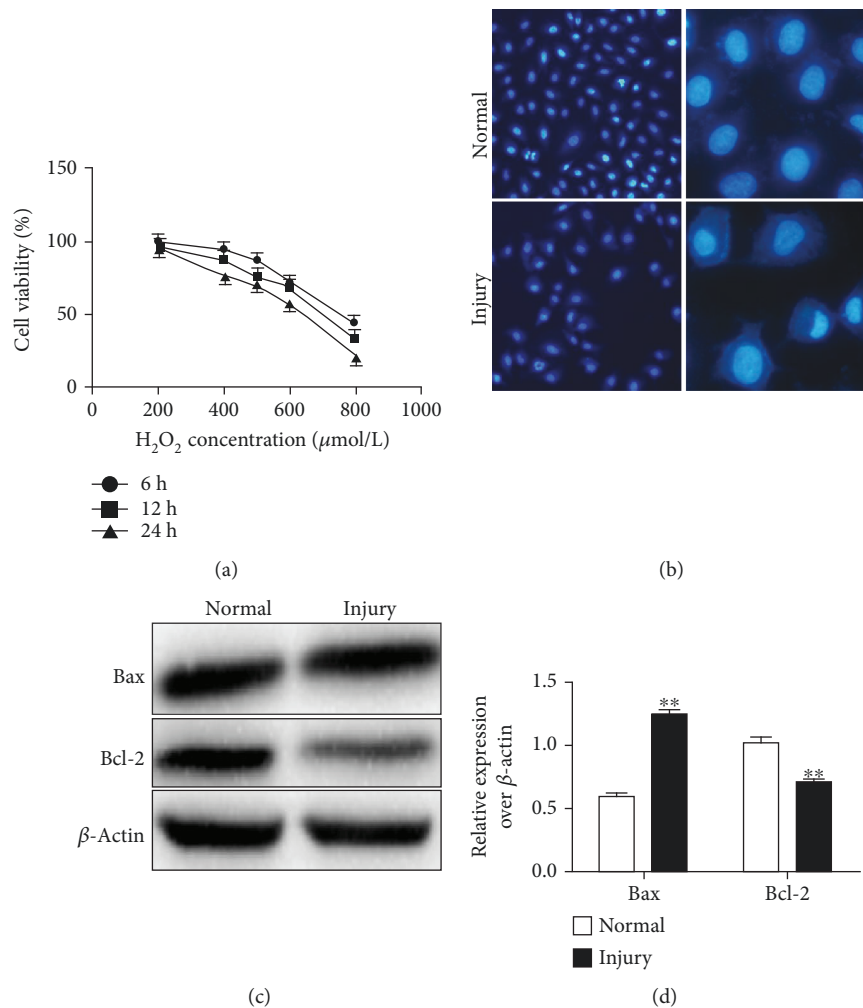 150
100
50
0
Cell viability (%)
0 200 400 600 800 1000
H₂O₂ concentration (μmol/L)
6 h
12 h
24 h
(a)
Normal
Injury
(b)
Normal Injury
Bax
Bcl-2
β-Actin
(c)
1.5
1.0
0.5
0.0
Relative expression
over β-actin
**
**
Bax Bcl-2
Normal
Injury
(d)